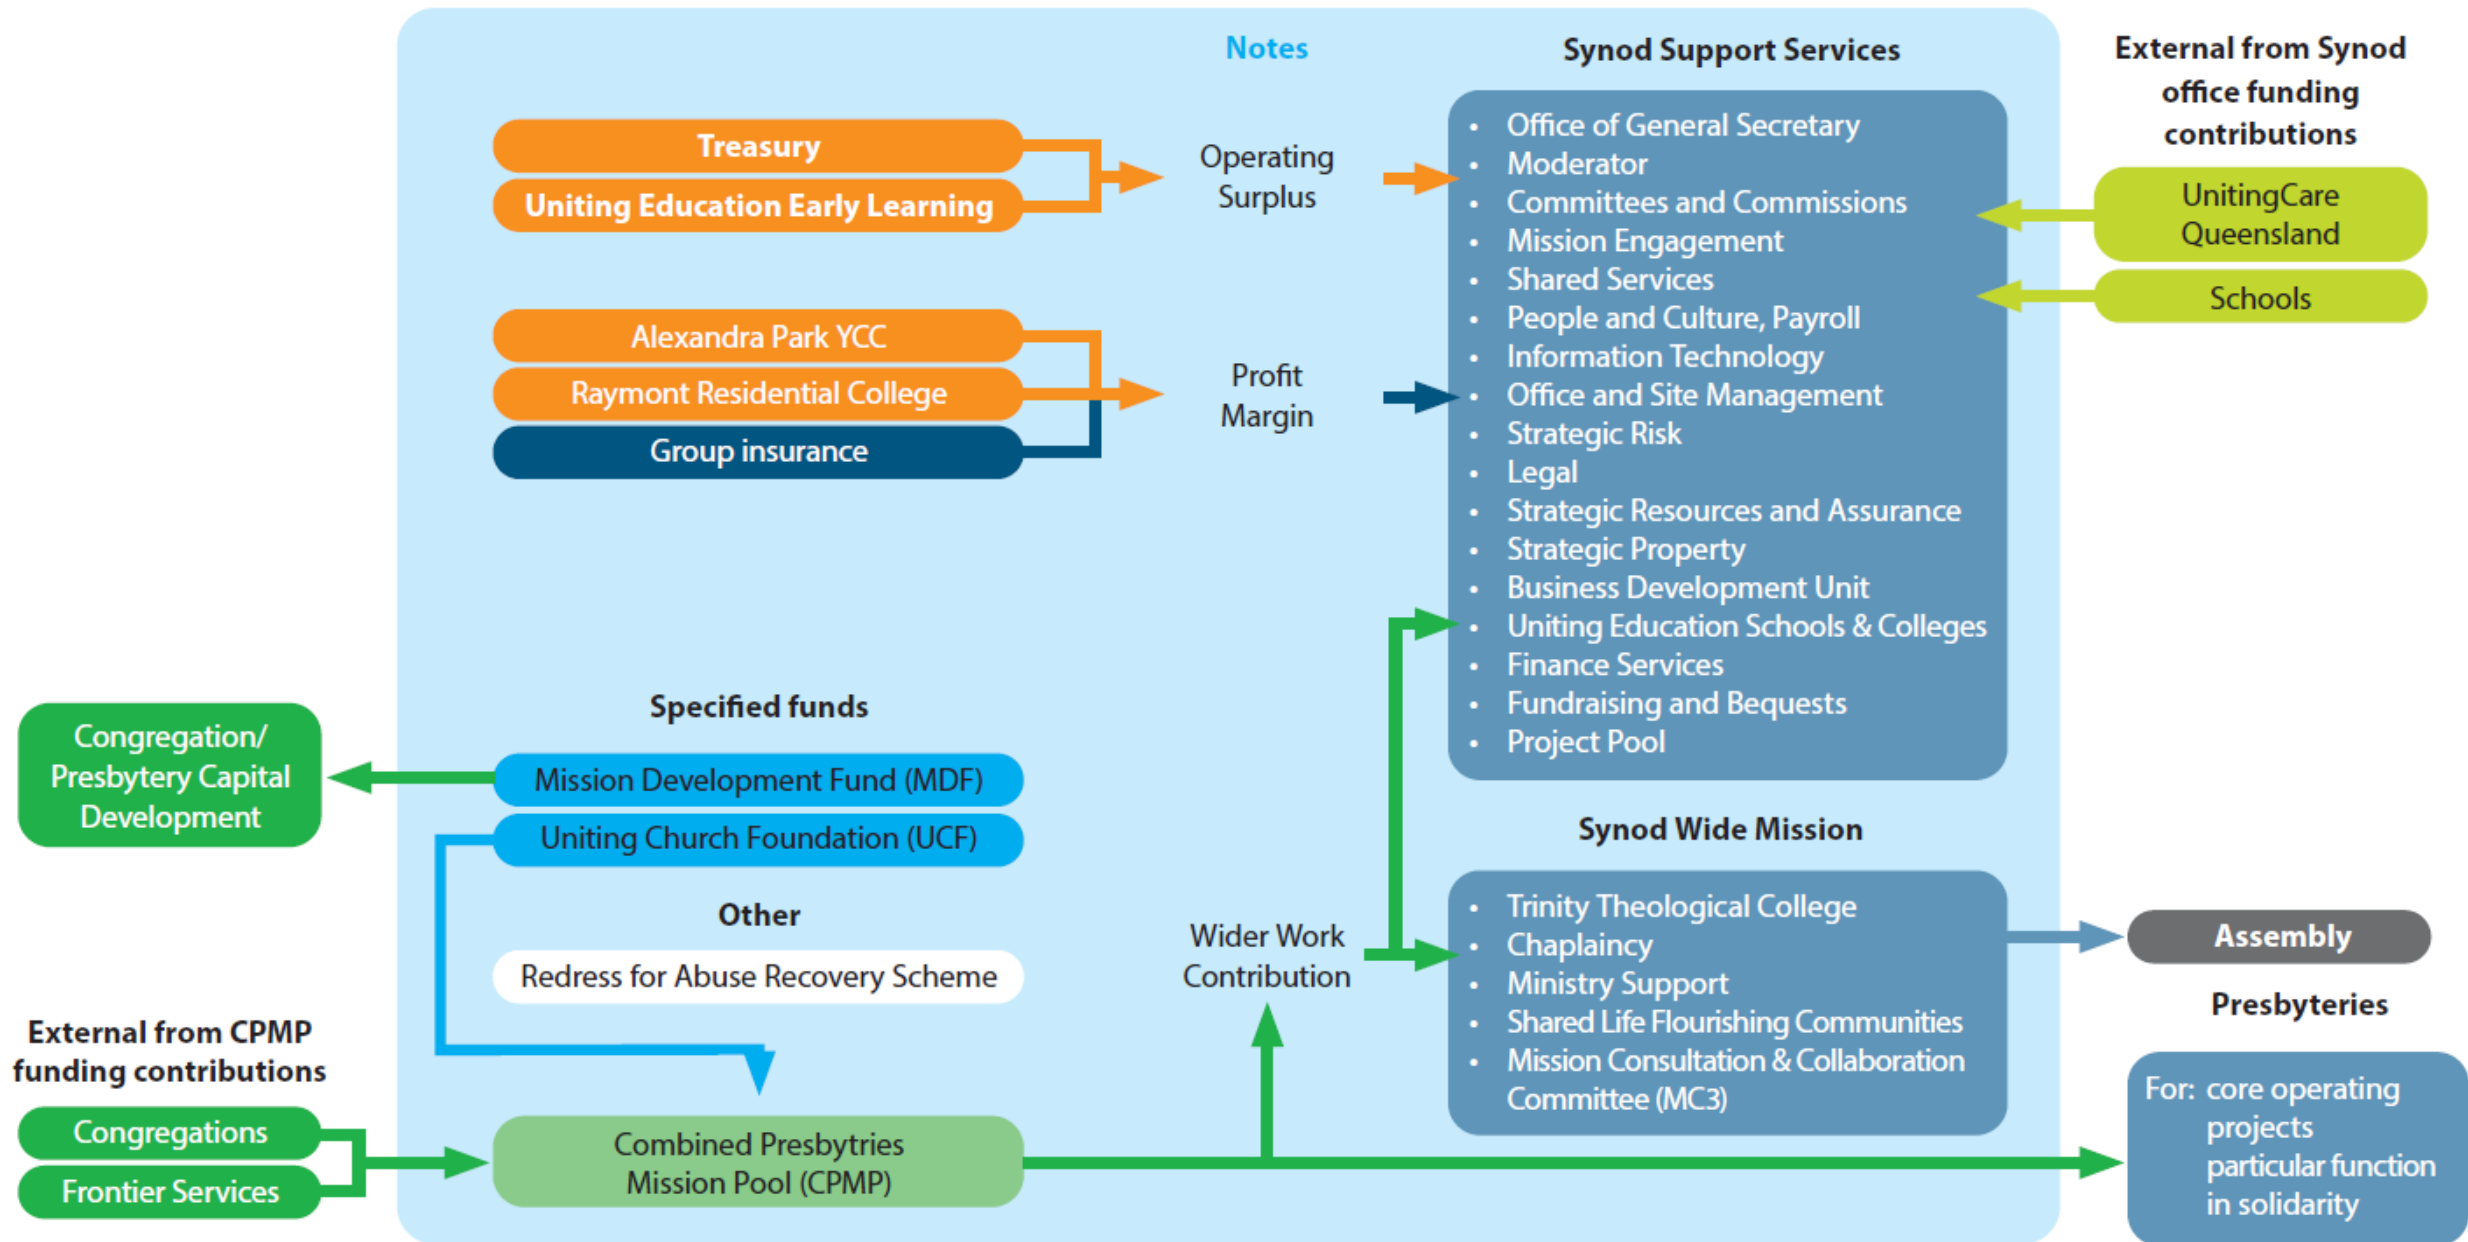 Notes
Operating
Surplus
Profit
Margin
Wider Work
Contribution
Treasury
Uniting Education Early Learning
Alexandra Park YCC
Raymont Residential College
Group insurance
Specified funds
Mission Development Fund (MDF)
Uniting Church Foundation (UCF)
Other
Redress for Abuse Recovery Scheme
Combined Presbytries
Mission Pool (CPMP)
Congregation/
Presbytery Capital
Development
External from CPMP
funding contributions
Congregations
Frontier Services
Synod Support Services
• Office of General Secretary
• Moderator
• Committees and Commissions
• Mission Engagement
• Shared Services
• People and Culture, Payroll
• Information Technology
• Office and Site Management
• Strategic Risk
• Legal
• Strategic Resources and Assurance
• Strategic Property
• Business Development Unit
• Uniting Education Schools & Colleges
• Finance Services
• Fundraising and Bequests
• Project Pool
Synod Wide Mission
• Trinity Theological College
• Chaplaincy
• Ministry Support
• Shared Life Flourishing Communities
• Mission Consultation & Collaboration
Committee (MC3)
External from Synod
office funding
contributions
UnitingCare
Queensland
Schools
Assembly
Presbyteries
For: core operating
projects
particular function
in solidarity